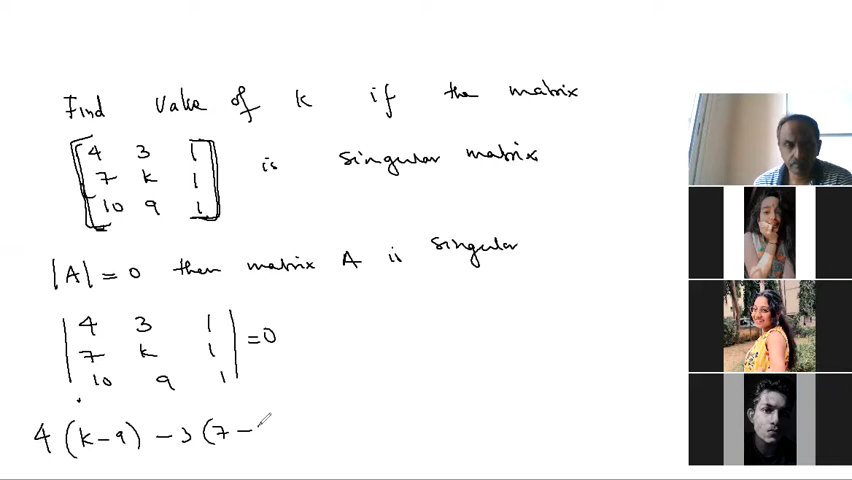 Find value of k if the matrix
4 3 1
7 k 1 is singular matrix
10 9 1
|A| = 0 then matrix A is singular
4 3 1
7 k 1 = 0
10 9 1
4 (k - 9) - 3 (7 -